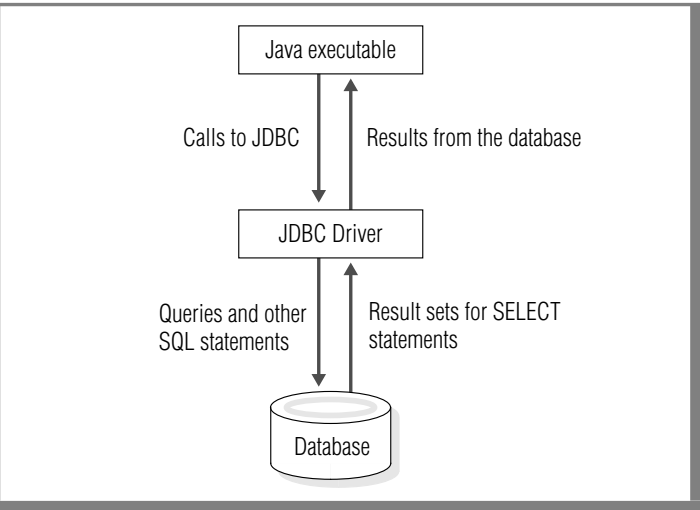 Java executable
Calls to JDBC
Results from the database
JDBC Driver
Queries and other
SQL statements
Result sets for SELECT
statements
Database